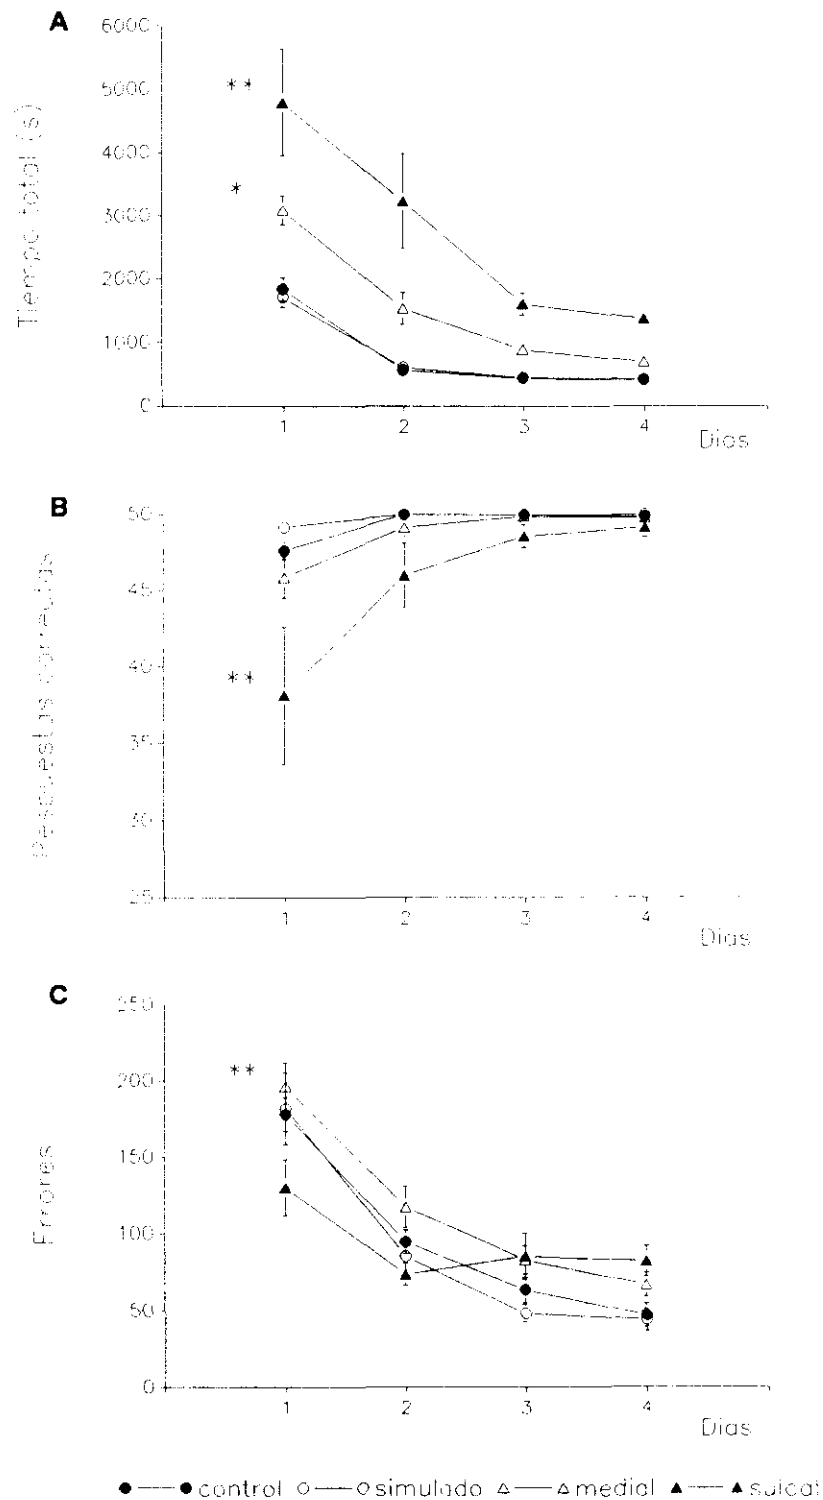 A
6000
5000
4000
3000
2000
1000
0
Tiempo total (s)
**
*
1 2 3 4
Dias
B
50
45
40
35
30
25
Respuestas correctas
**
1 2 3 4
Dias
C
250
200
150
100
50
0
Errores
**
1 2 3 4
Dias
control simulado medial sulcal